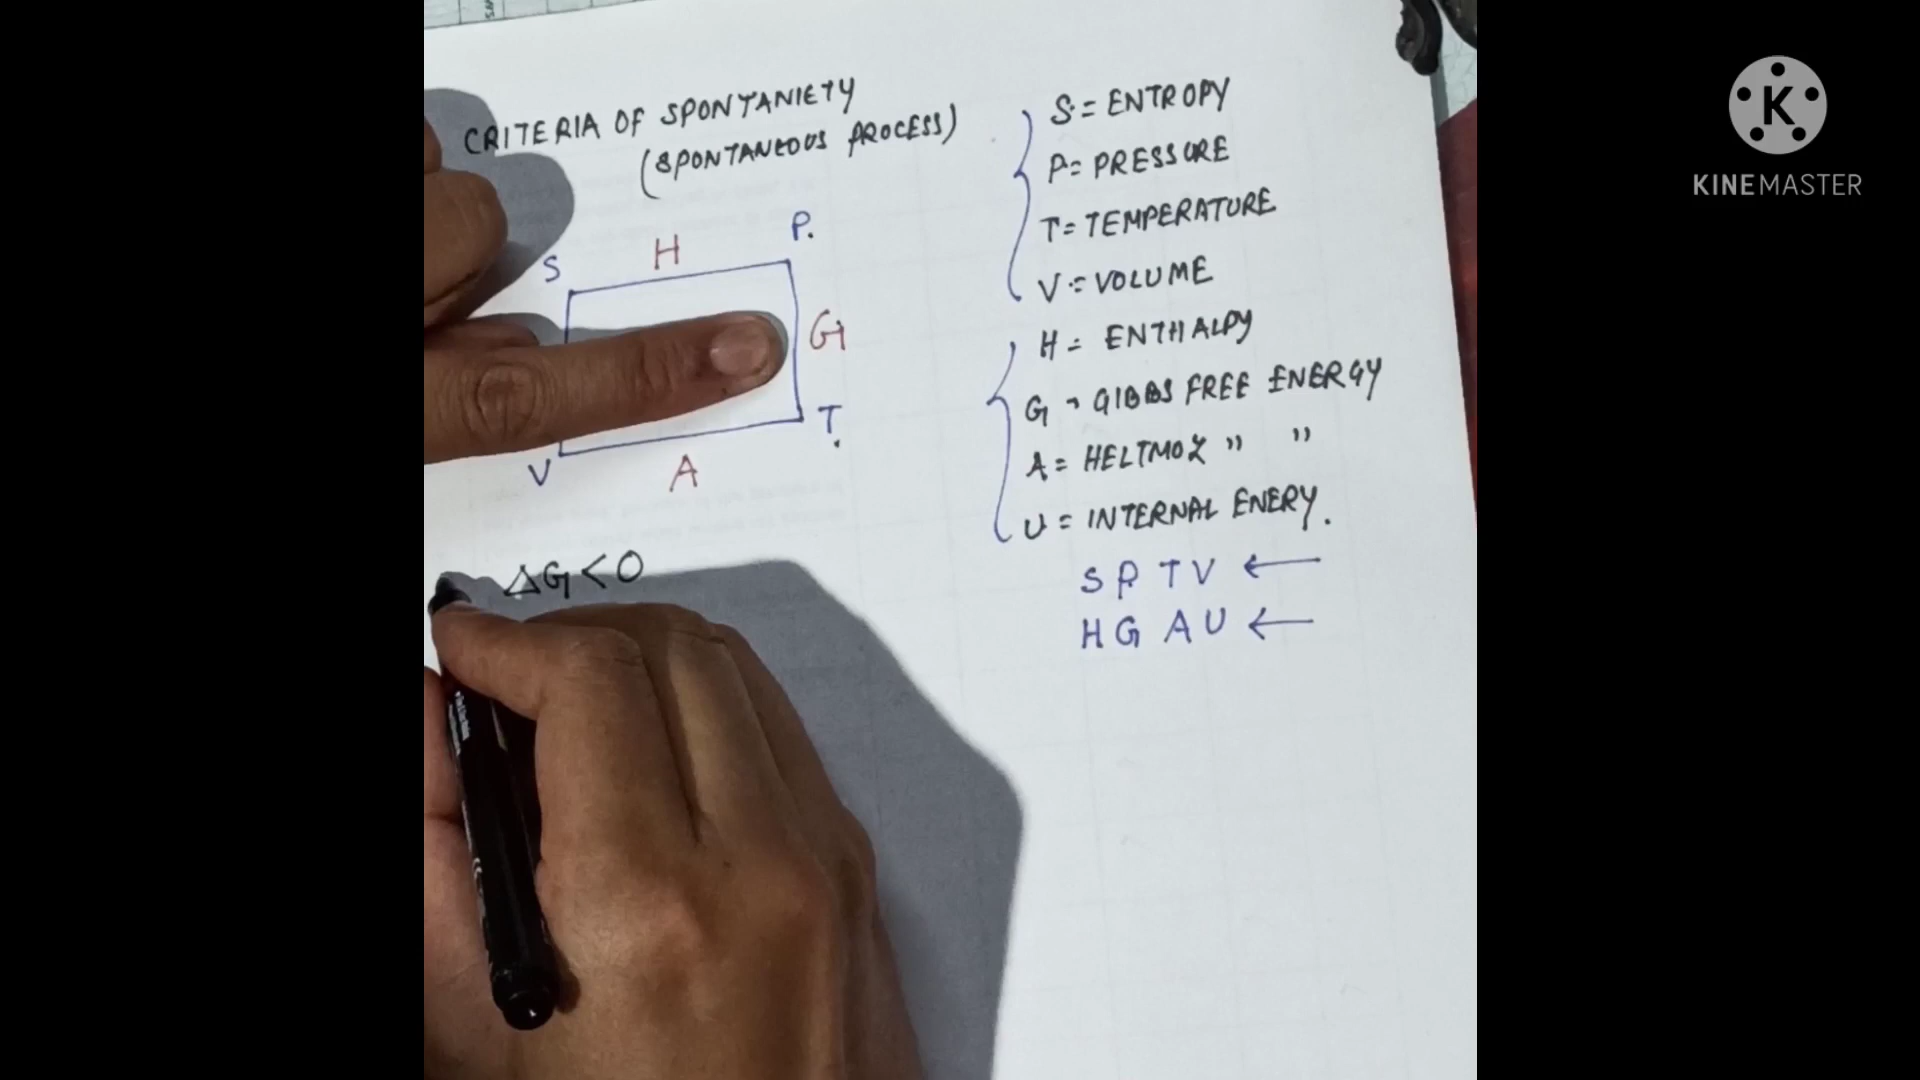 CRITERIA OF SPONTANIETY
(SPONTANEOUS PROCESS)
S H P.
G
V A T.
ΔG < 0
S = ENTROPY
P = PRESSURE
T = TEMPERATURE
V = VOLUME
H = ENTHALPY
G = GIBBS FREE ENERGY
A = HELTMOZ " "
U = INTERNAL ENERY.
S P T V ←
H G A U ←
K
KINEMASTER